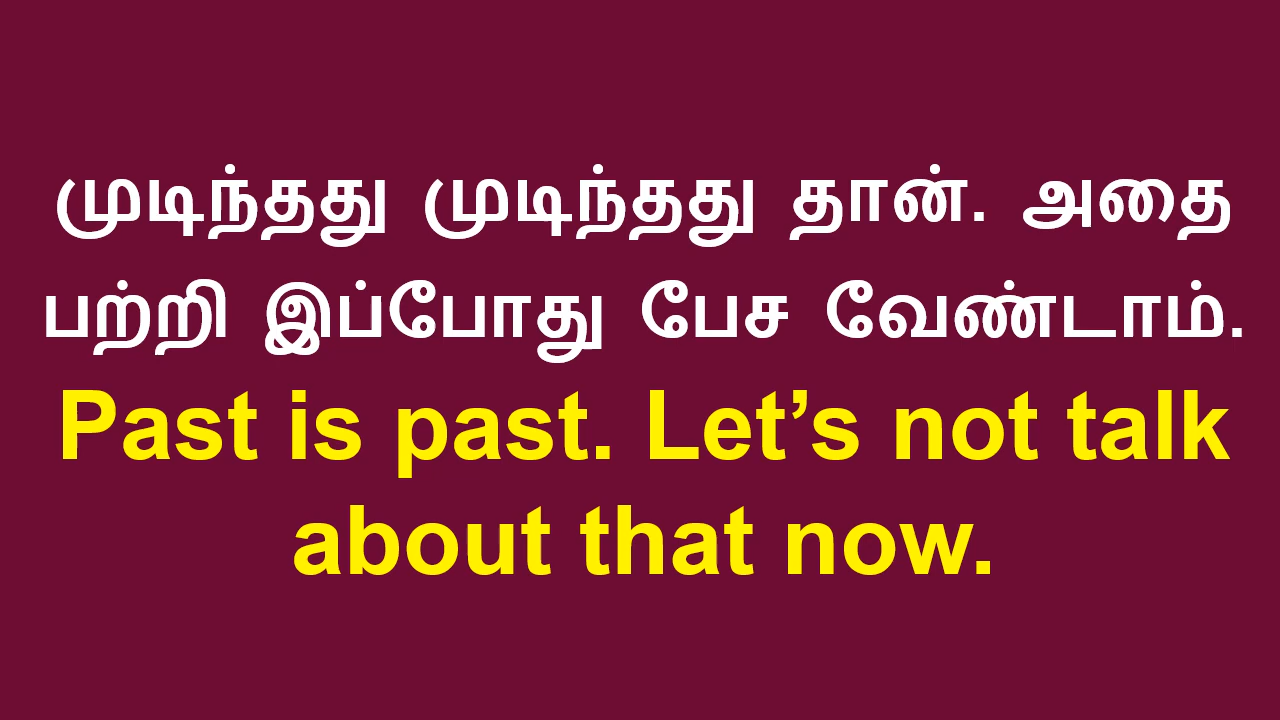 முடிந்தது முடிந்தது தான். அதை
பற்றி இப்போது பேச வேண்டாம்.
Past is past. Let’s not talk
about that now.